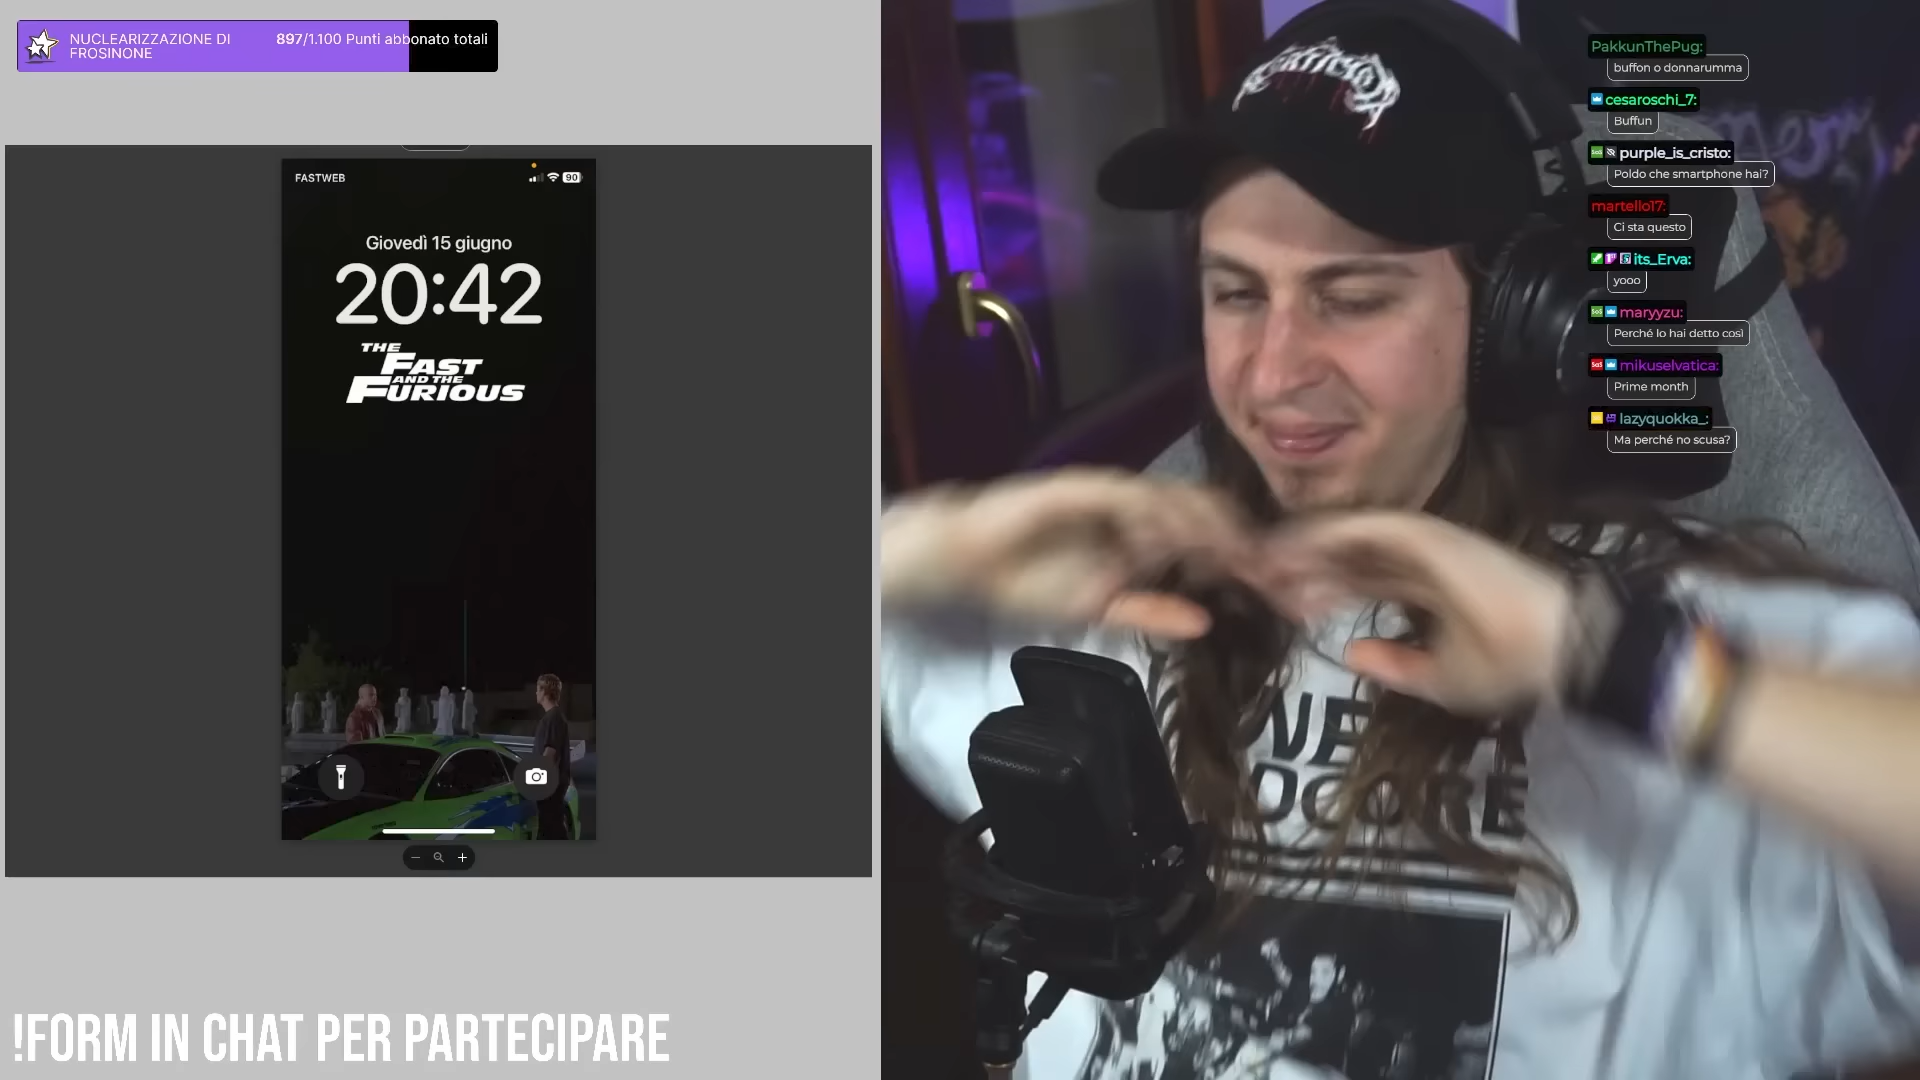 NUCLEARIZZAZIONE DI
FROSINONE
897/1.100 Punti abbonato totali
FASTWEB
90
Giovedì 15 giugno
20:42
THE
FAST
AND THE
FURIOUS
!FORM IN CHAT PER PARTECIPARE
PakkunThePug:
buffon o donnarumma
cesaroschi_7:
Buffun
purple_is_cristo:
Poldo che smartphone hai?
martello17:
Ci sta questo
its_Erva:
yooo
maryyzu:
Perché lo hai detto così
mikuselvatica:
Prime month
lazyquokka_:
Ma perché no scusa?